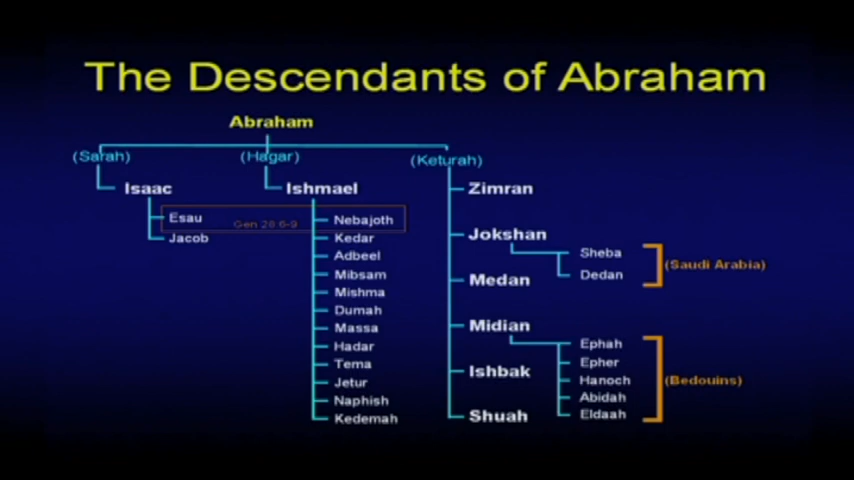 The Descendants of Abraham
Abraham
(Sarah) (Hagar) (Keturah)
Isaac Ishmael Zimran
Esau Gen 28:6-9 Nebajoth
Jacob Kedar Jokshan
Adbeel Sheba
Mibsam Medan Dedan (Saudi Arabia)
Mishma
Dumah Midian
Massa Ephah
Hadar Epher
Tema Ishbak Hanoch (Bedouins)
Jetur Abidah
Naphish Shuah Eldaah
Kedemah